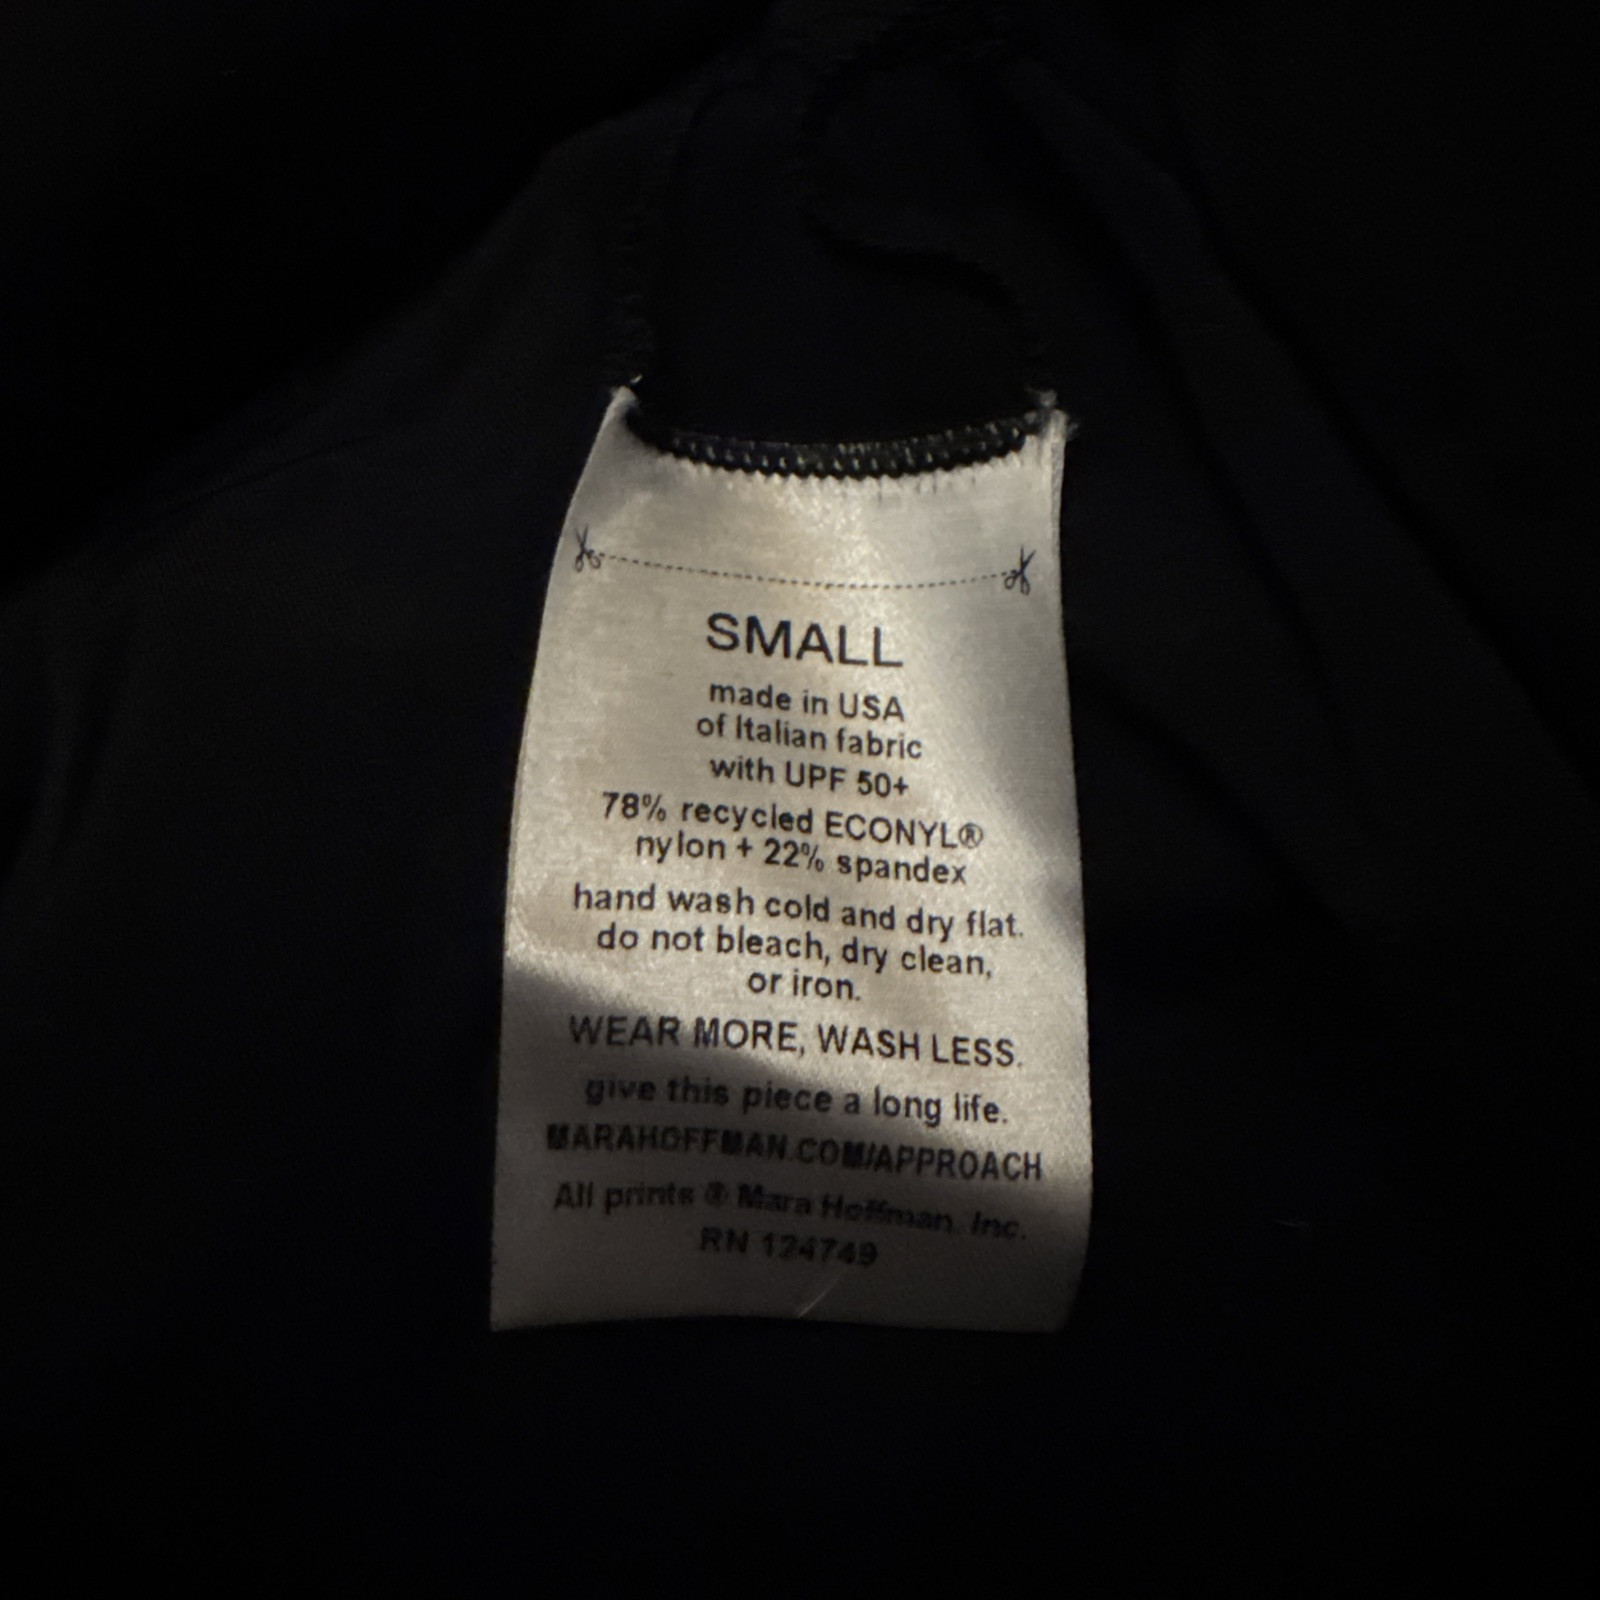 SMALL
made in USA
of Italian fabric
with UPF 50+
78% recycled ECONYL®
nylon + 22% spandex
hand wash cold and dry flat.
do not bleach, dry clean,
or iron.
WEAR MORE, WASH LESS.
give this piece a long life.
MARAHOFFMAN.COM/APPROACH
All prints ® Mara Hoffman, Inc.
RN 124749